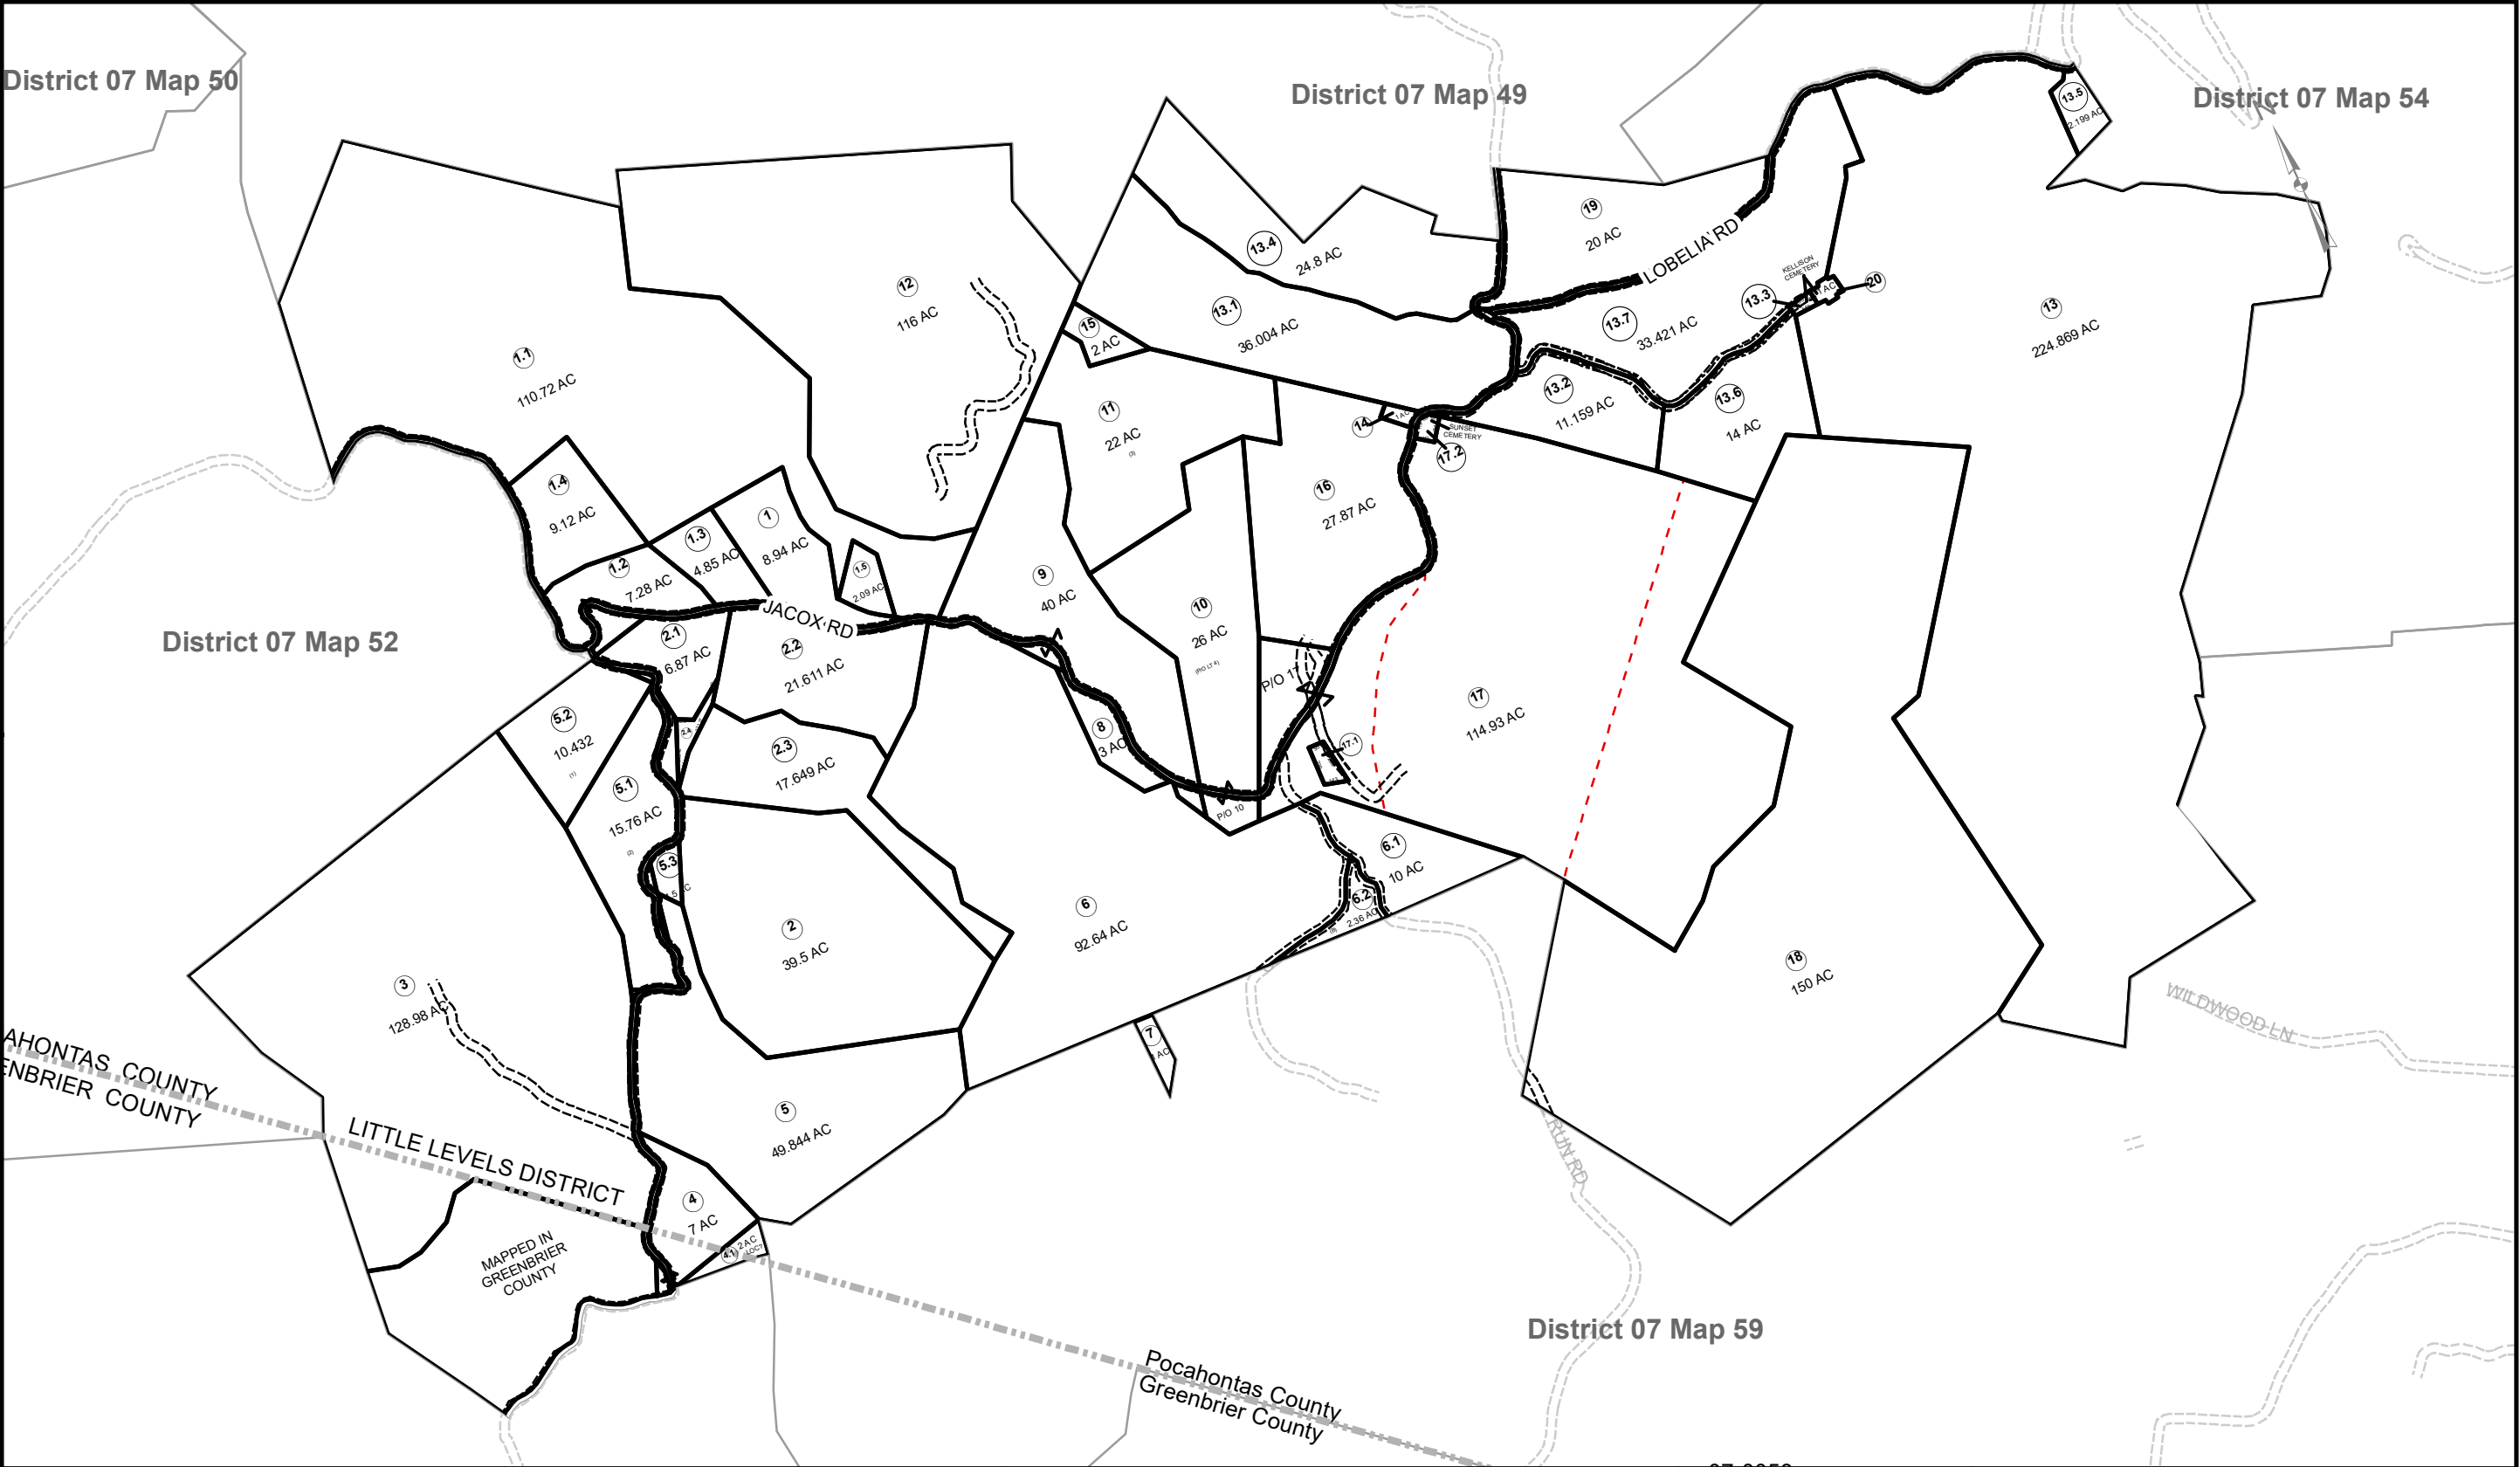 District 07 Map 50
District 07 Map 49
District 07 Map 54
N
13.5
2.199 AC
19
20 AC
LOBELIA RD
13.4
24.8 AC
12
116 AC
13.1
36.004 AC
15
2 AC
KELLISON
CEMETERY
20
13.3
13.7
33.421 AC
13
224.869 AC
1.1
110.72 AC
13.2
11.159 AC
13.6
14 AC
11
22 AC
(3)
14
SUNSET
CEMETERY
17.2
1.4
9.12 AC
1.3
4.85 AC
1
8.94 AC
16
27.87 AC
1.2
7.28 AC
1.5
2.09 AC
9
40 AC
10
26 AC
(P/O LT 4)
JACOX RD
District 07 Map 52
2.1
6.87 AC
2.2
21.611 AC
P/O 17
17
114.93 AC
5.2
10.432
(1)
2.4
2.3
17.649 AC
8
3 AC
17.1
5.1
15.76 AC
(2)
P/O 10
5.3
6.1
10 AC
6.2
2.36 AC
2
39.5 AC
6
92.64 AC
18
150 AC
3
128.98 AC
WILDWOOD LN
7
AHONTAS COUNTY
ENBRIER COUNTY
5
49.844 AC
RUN RD
LITTLE LEVELS DISTRICT
4
7 AC
4.1
2 AC
MAPPED IN
GREENBRIER
COUNTY
District 07 Map 59
Pocahontas County
Greenbrier County